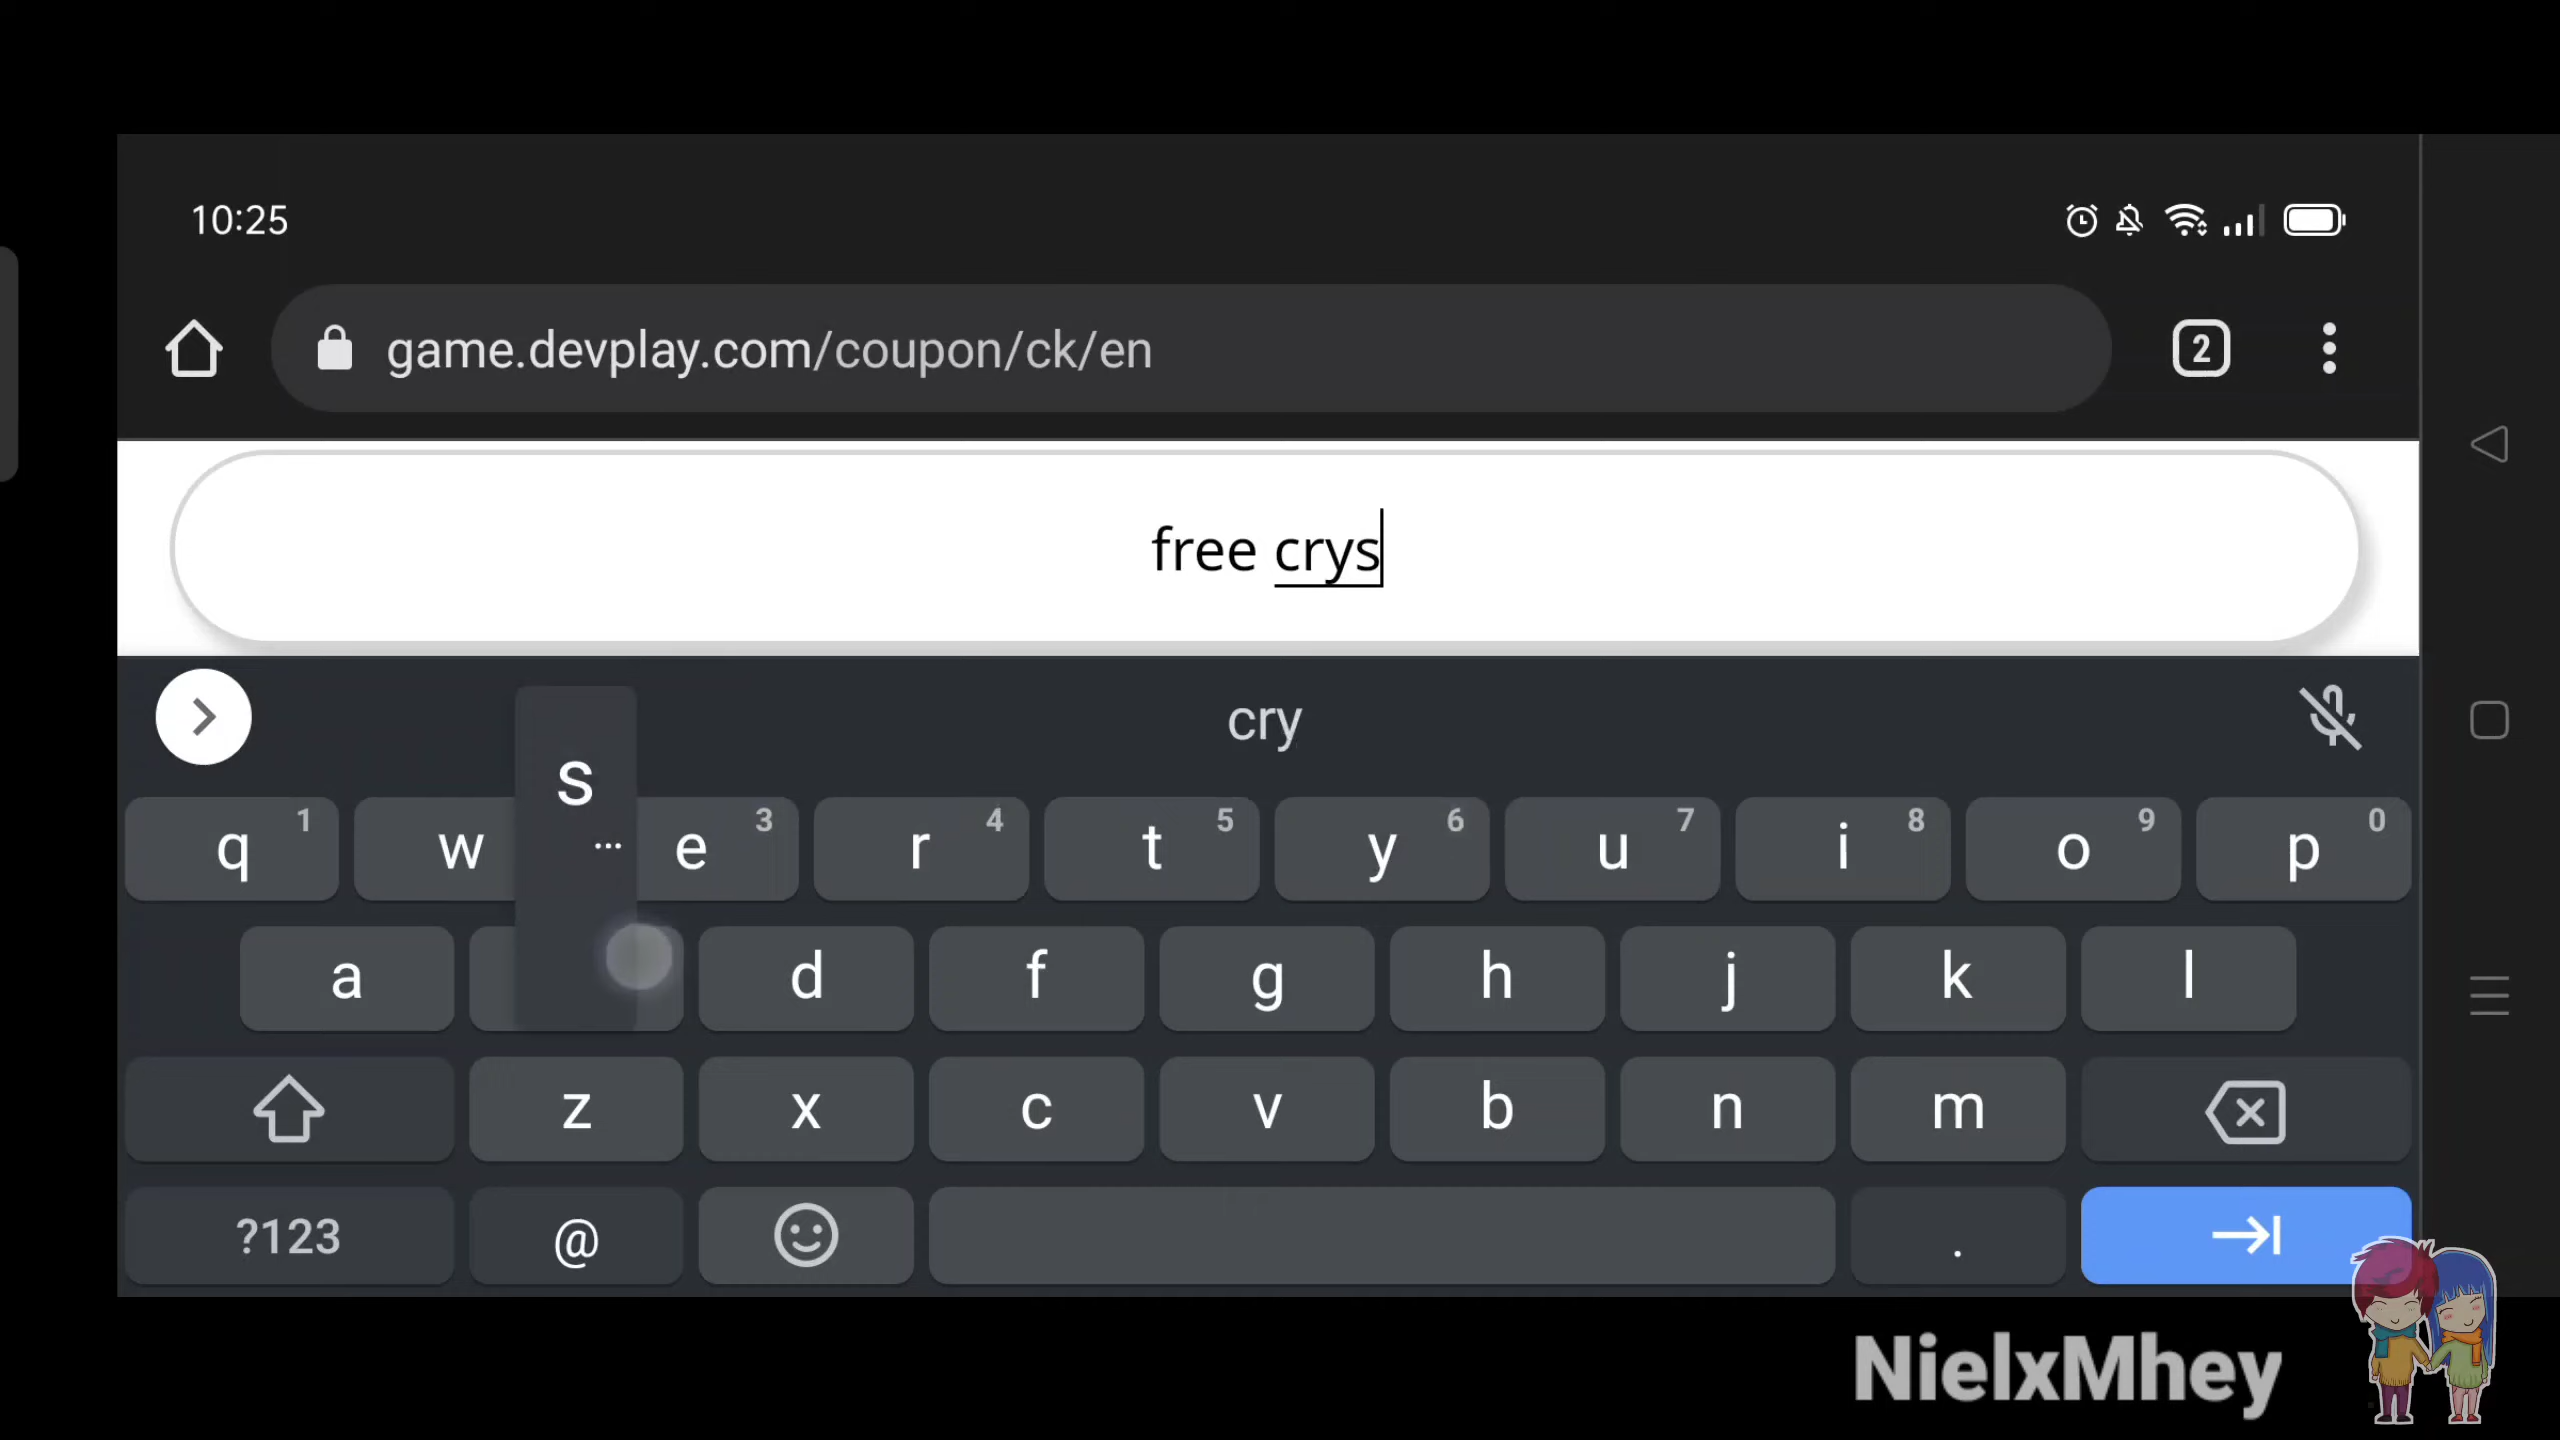 10:25
game.devplay.com/coupon/ck/en
2
free crys
cry
s
...
q 1 w e 3 r 4 t 5 y 6 u 7 i 8 o 9 p 0
a d f g h j k l
z x c v b n m
?123 @ .
NielxMhey